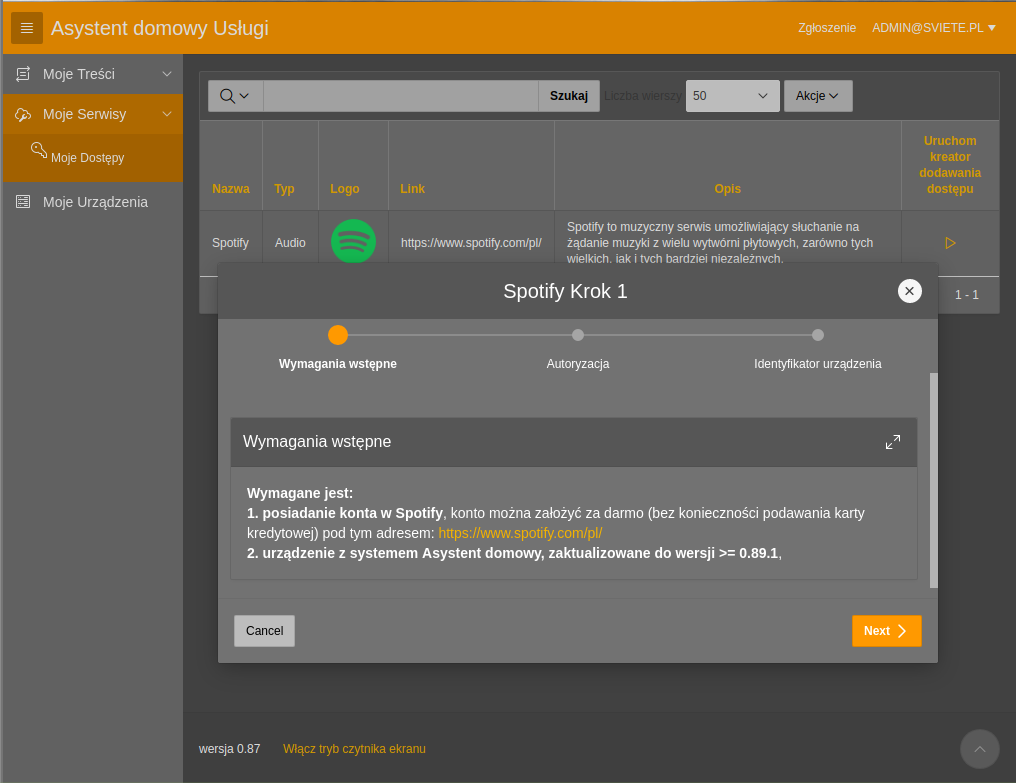 Asystent domowy Usługi
Zgłoszenie
ADMIN@SVIETE.PL
Moje Treści
Moje Serwisy
Moje Dostępy
Moje Urządzenia
Szukaj
Liczba wierszy
50
Akcje
Nazwa
Typ
Logo
Link
Opis
Uruchom
kreator
dodawania
dostępu
Spotify
Audio
https://www.spotify.com/pl/
Spotify to muzyczny serwis umożliwiający słuchanie na
żądanie muzyki z wielu wytwórni płytowych, zarówno tych
wielkich, jak i tych bardziej niezależnych.
1 - 1
Spotify Krok 1
Wymagania wstępne
Autoryzacja
Identyfikator urządzenia
Wymagania wstępne
Wymagane jest:
1. posiadanie konta w Spotify, konto można założyć za darmo (bez konieczności podawania karty
kredytowej) pod tym adresem: https://www.spotify.com/pl/
2. urządzenie z systemem Asystent domowy, zaktualizowane do wersji >= 0.89.1,
Cancel
Next
wersja 0.87
Włącz tryb czytnika ekranu